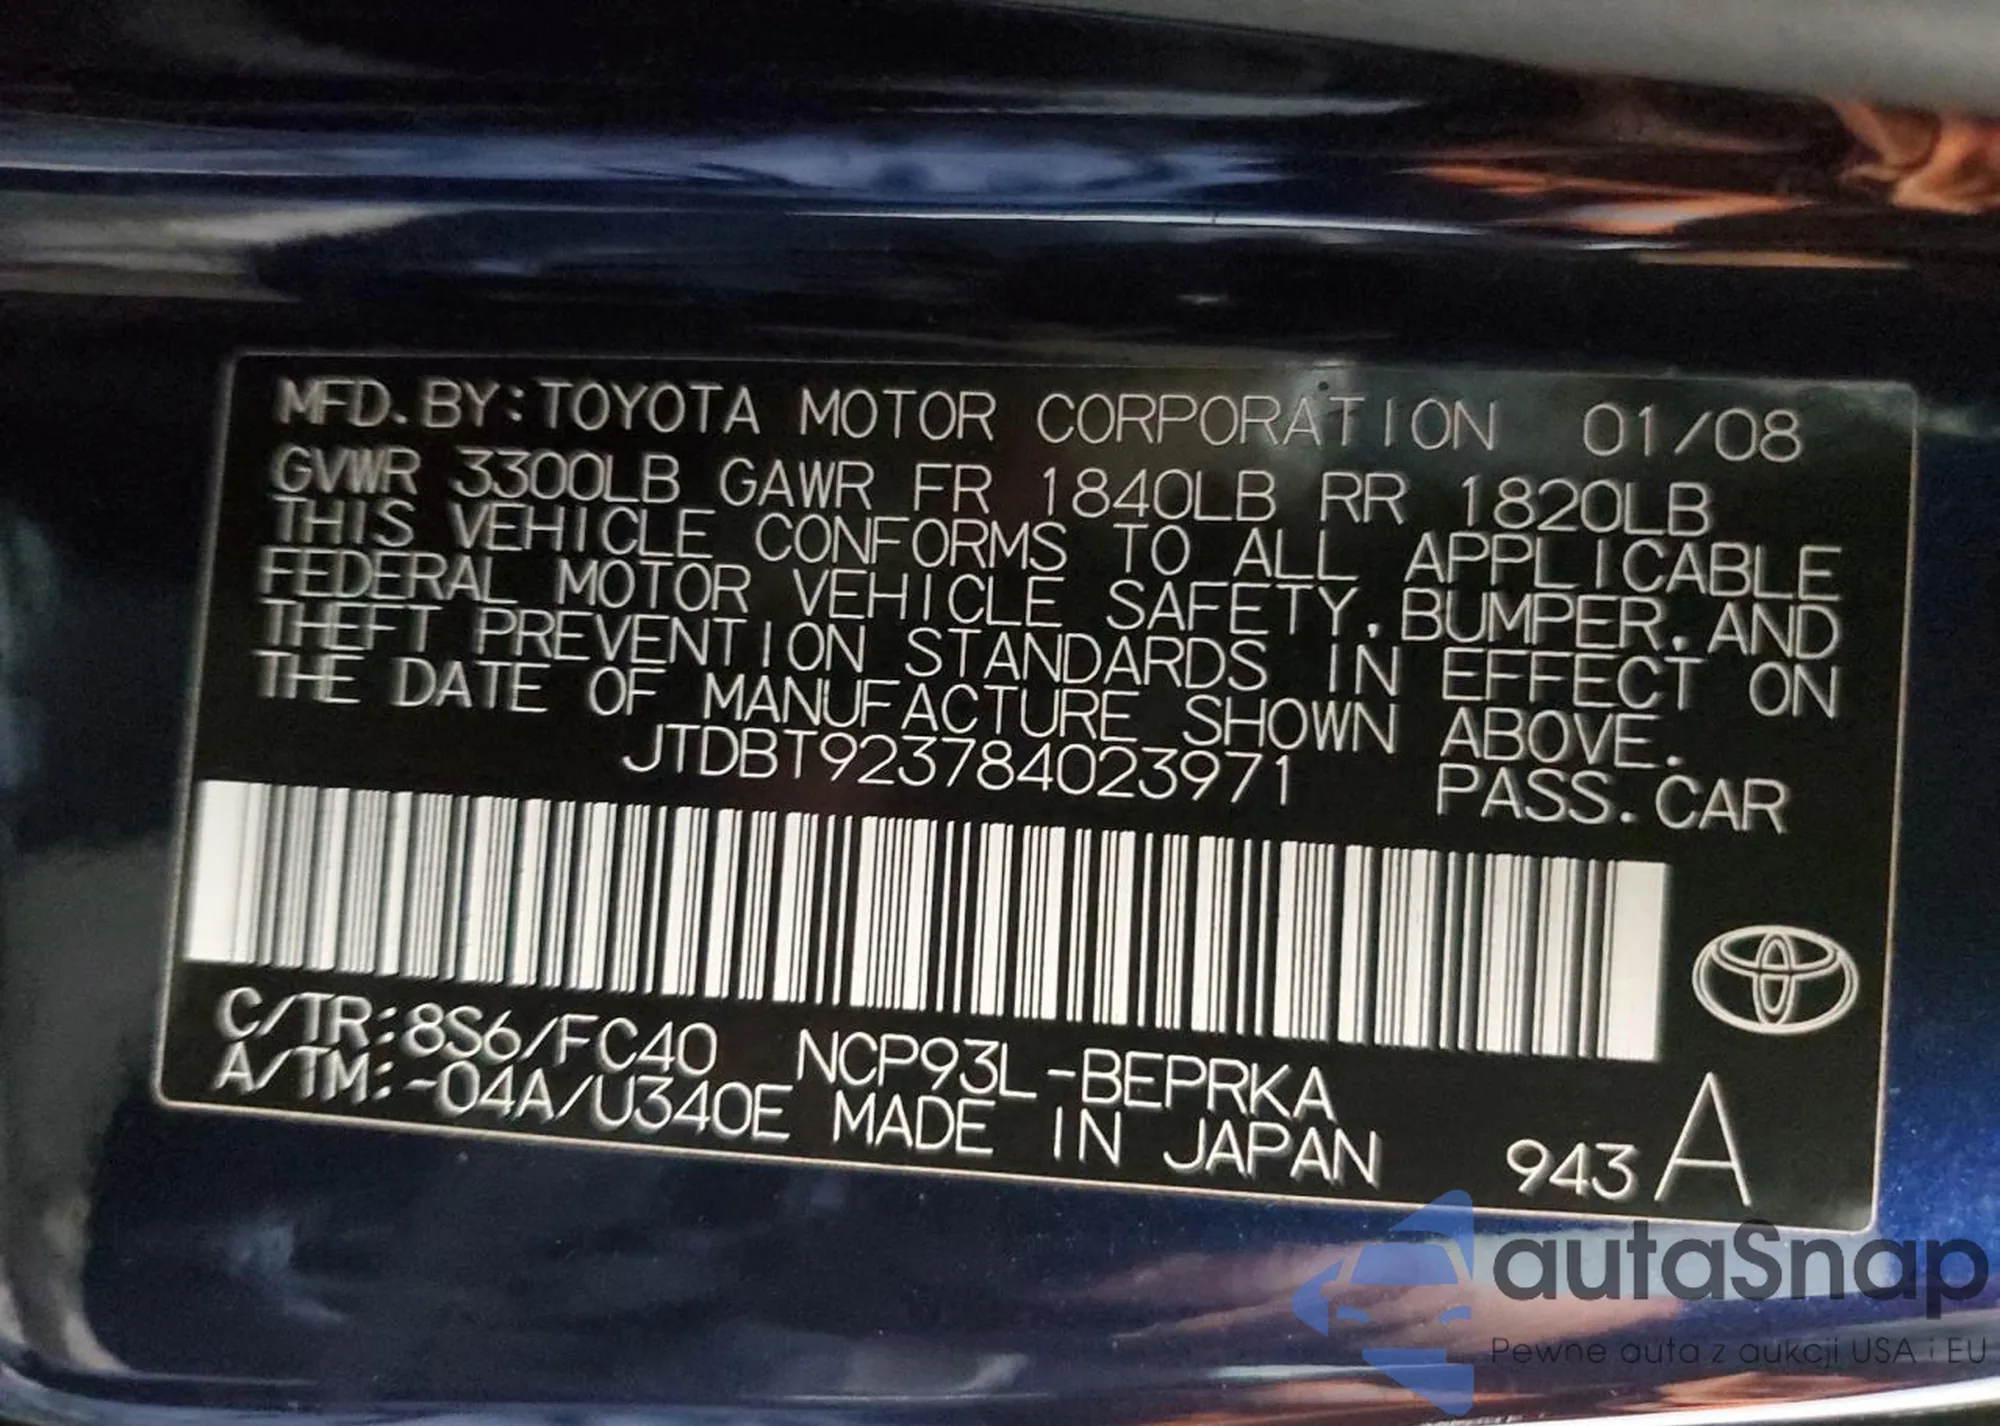 MFD. BY: TOYOTA MOTOR CORPORATION 01/08
GVWR 3300LB GAWR FR 1840LB RR 1820LB
THIS VEHICLE CONFORMS TO ALL APPLICABLE
FEDERAL MOTOR VEHICLE SAFETY, BUMPER, AND
THEFT PREVENTION STANDARDS IN EFFECT ON
THE DATE OF MANUFACTURE SHOWN ABOVE.
JTDBT923784023971 PASS. CAR
C/TR: 8S6/FC40 NCP93L-BEPRKA
A/TM: -04A/U340E MADE IN JAPAN 943 A
autaSnap
Pewne auta z aukcji USA i EU